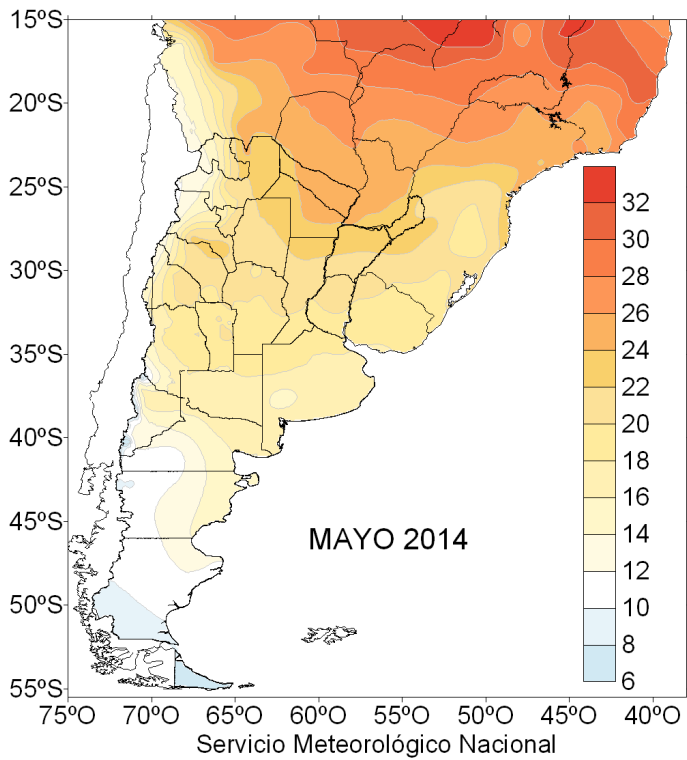 15ºS
20ºS
25ºS
30ºS
35ºS
40ºS
45ºS
50ºS
55ºS
32
30
28
26
24
22
20
18
16
14
12
10
8
6
MAYO 2014
75ºO 70ºO 65ºO 60ºO 55ºO 50ºO 45ºO 40ºO
Servicio Meteorológico Nacional